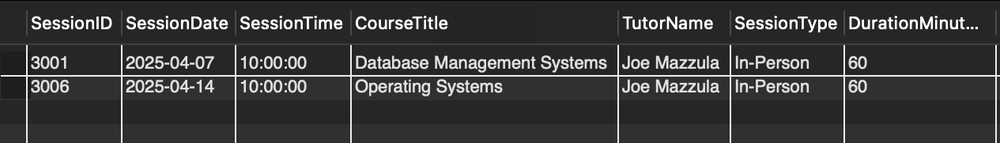 SessionID SessionDate SessionTime CourseTitle TutorName SessionType DurationMinut...
3001 2025-04-07 10:00:00 Database Management Systems Joe Mazzula In-Person 60
3006 2025-04-14 10:00:00 Operating Systems Joe Mazzula In-Person 60